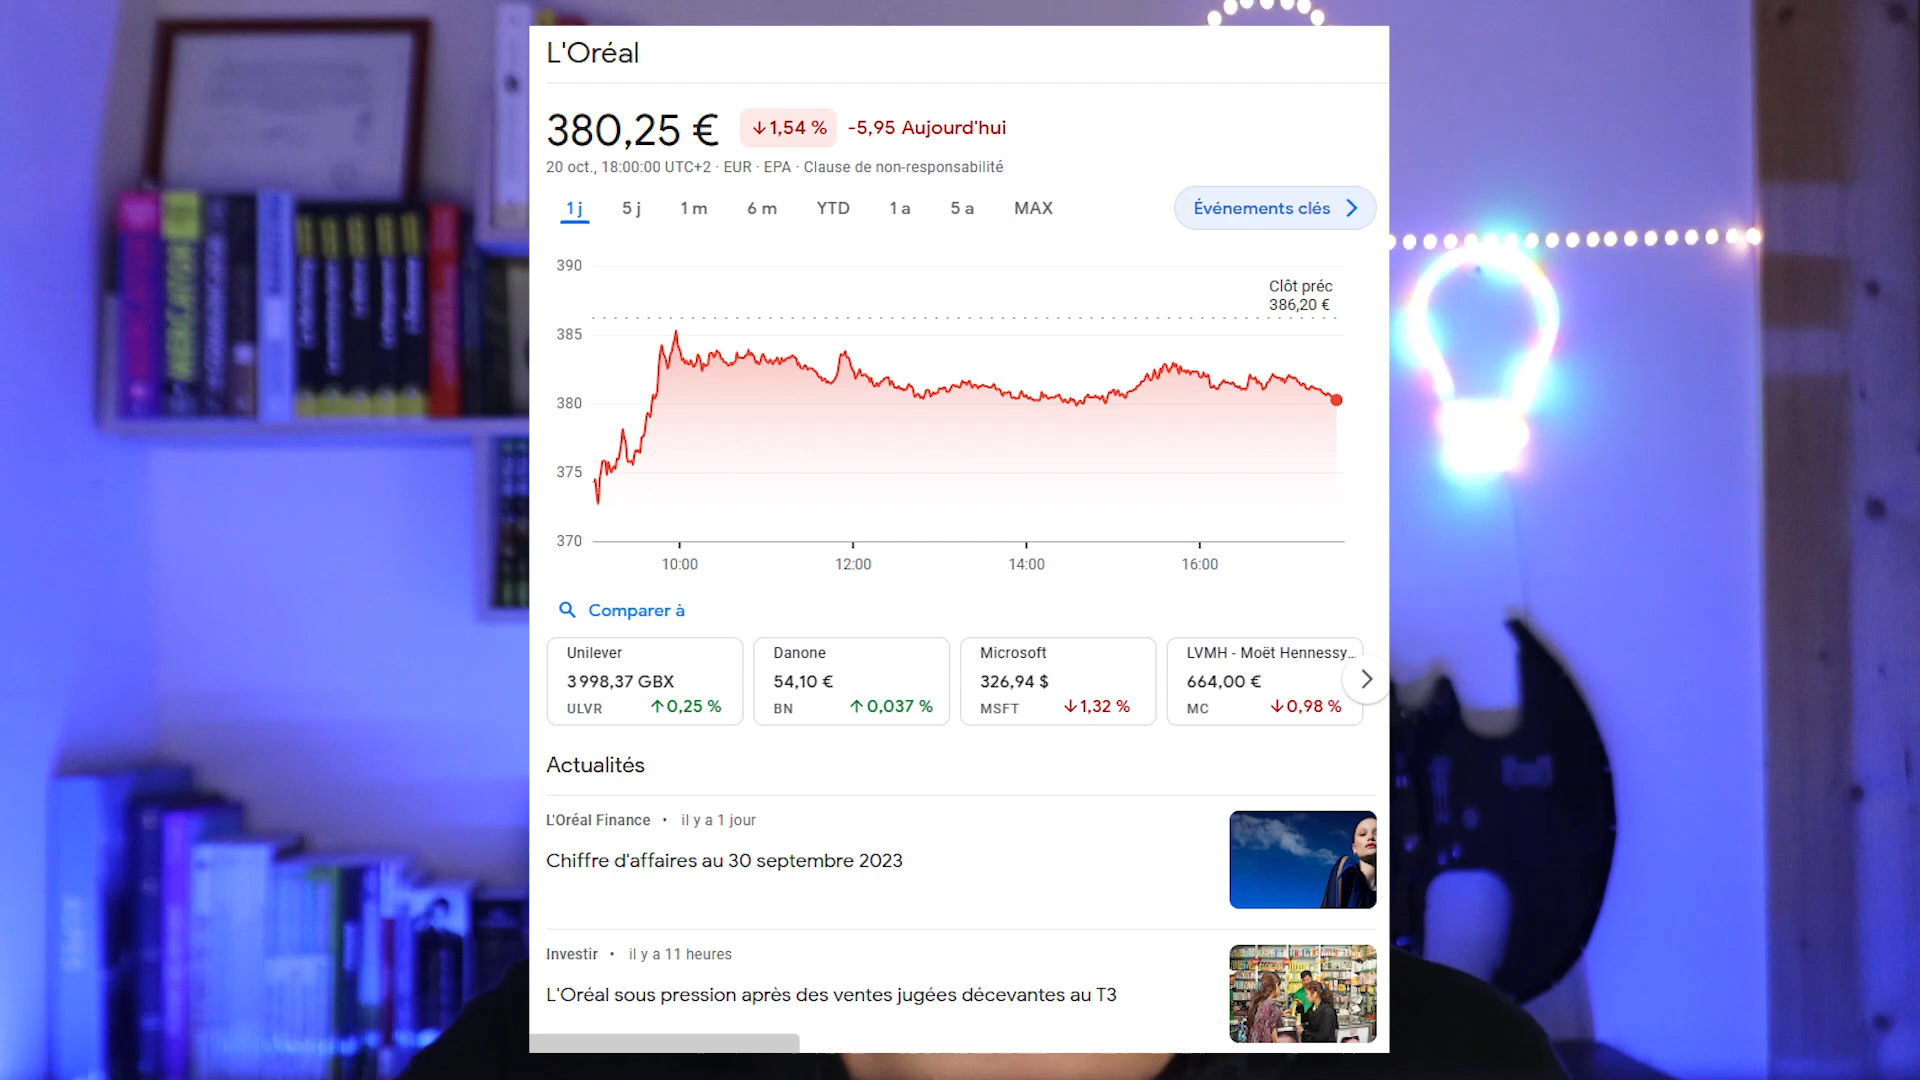 L'Oréal
380,25 € ↓1,54 % -5,95 Aujourd'hui
20 oct., 18:00:00 UTC+2 · EUR · EPA · Clause de non-responsabilité
1 j 5 j 1 m 6 m YTD 1 a 5 a MAX Événements clés
390
Clôt préc
386,20 €
385
380
375
370
10:00 12:00 14:00 16:00
Comparer à
Unilever Danone Microsoft LVMH - Moët Hennessy...
3 998,37 GBX 54,10 € 326,94 $ 664,00 €
ULVR ↑0,25 % BN ↑0,037 % MSFT ↓1,32 % MC ↓0,98 %
Actualités
L'Oréal Finance • il y a 1 jour
Chiffre d'affaires au 30 septembre 2023
Investir • il y a 11 heures
L'Oréal sous pression après des ventes jugées décevantes au T3